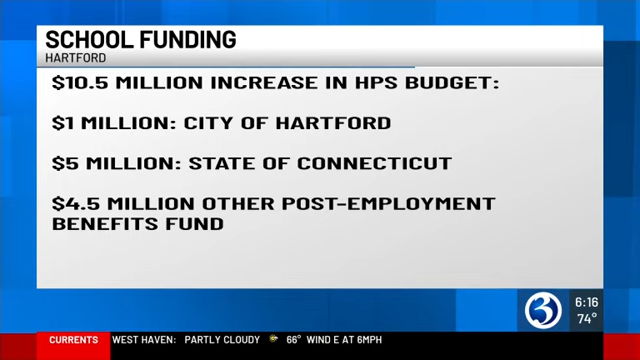 SCHOOL FUNDING
HARTFORD
$10.5 MILLION INCREASE IN HPS BUDGET:
$1 MILLION: CITY OF HARTFORD
$5 MILLION: STATE OF CONNECTICUT
$4.5 MILLION OTHER POST-EMPLOYMENT
BENEFITS FUND
3
6:16
74°
CURRENTS WEST HAVEN: PARTLY CLOUDY 66° WIND E AT 6MPH